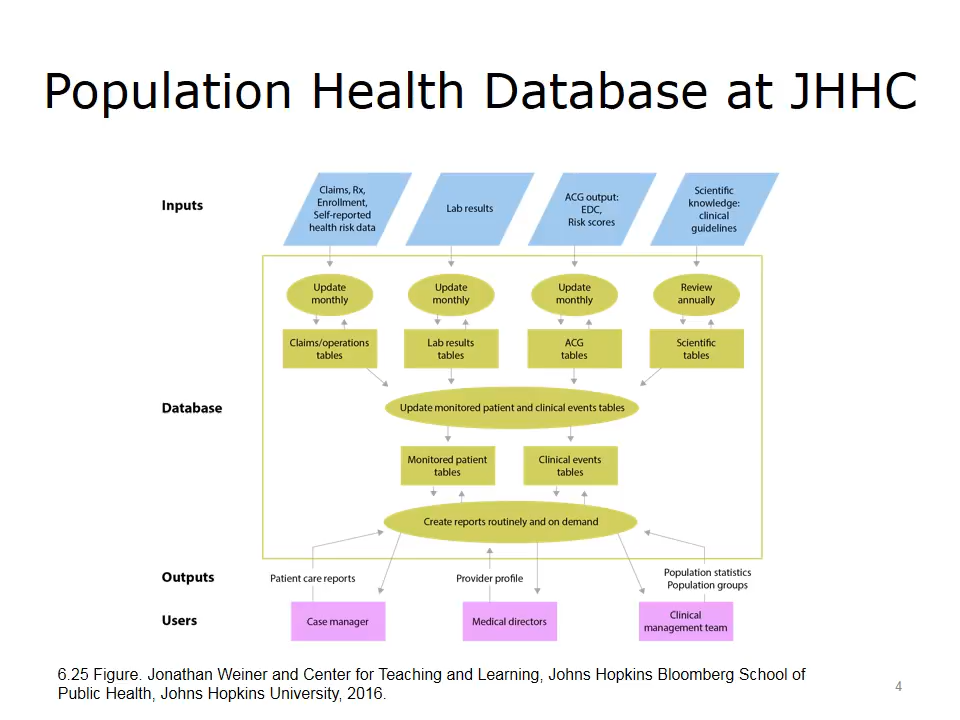 Population Health Database at JHHC
Inputs
Claims, Rx,
Enrollment,
Self-reported
health risk data
Lab results
ACG output:
EDC,
Risk scores
Scientific
knowledge:
clinical
guidelines
Update
monthly
Update
monthly
Update
monthly
Review
annually
Claims/operations
tables
Lab results
tables
ACG
tables
Scientific
tables
Database
Update monitored patient and clinical events tables
Monitored patient
tables
Clinical events
tables
Create reports routinely and on demand
Outputs
Patient care reports
Provider profile
Population statistics
Population groups
Users
Case manager
Medical directors
Clinical
management team
6.25 Figure. Jonathan Weiner and Center for Teaching and Learning, Johns Hopkins Bloomberg School of
Public Health, Johns Hopkins University, 2016.
4